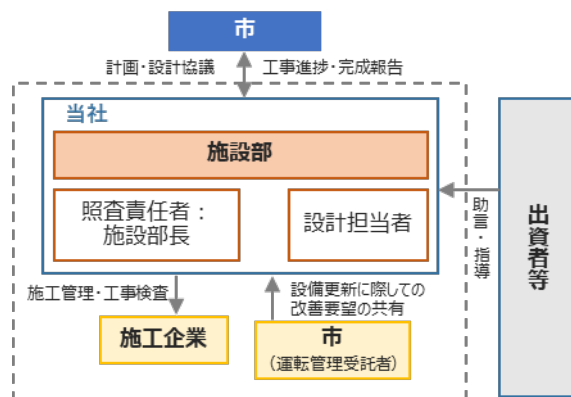 市
計画・設計協議
工事進捗・完成報告
当社
施設部
照査責任者：
施設部長
設計担当者
助言・指導
出資者等
施工管理・工事検査
設備更新に際しての
改善要望の共有
施工企業
市
（運転管理受託者）